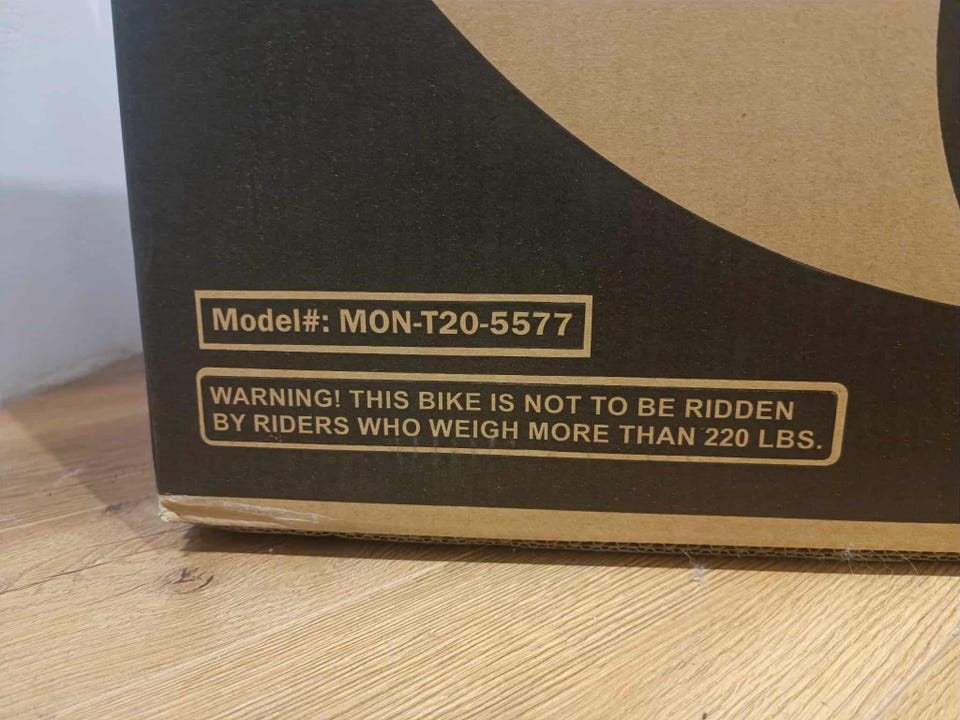 Model#: MON-T20-5577
WARNING! THIS BIKE IS NOT TO BE RIDDEN
BY RIDERS WHO WEIGH MORE THAN 220 LBS.